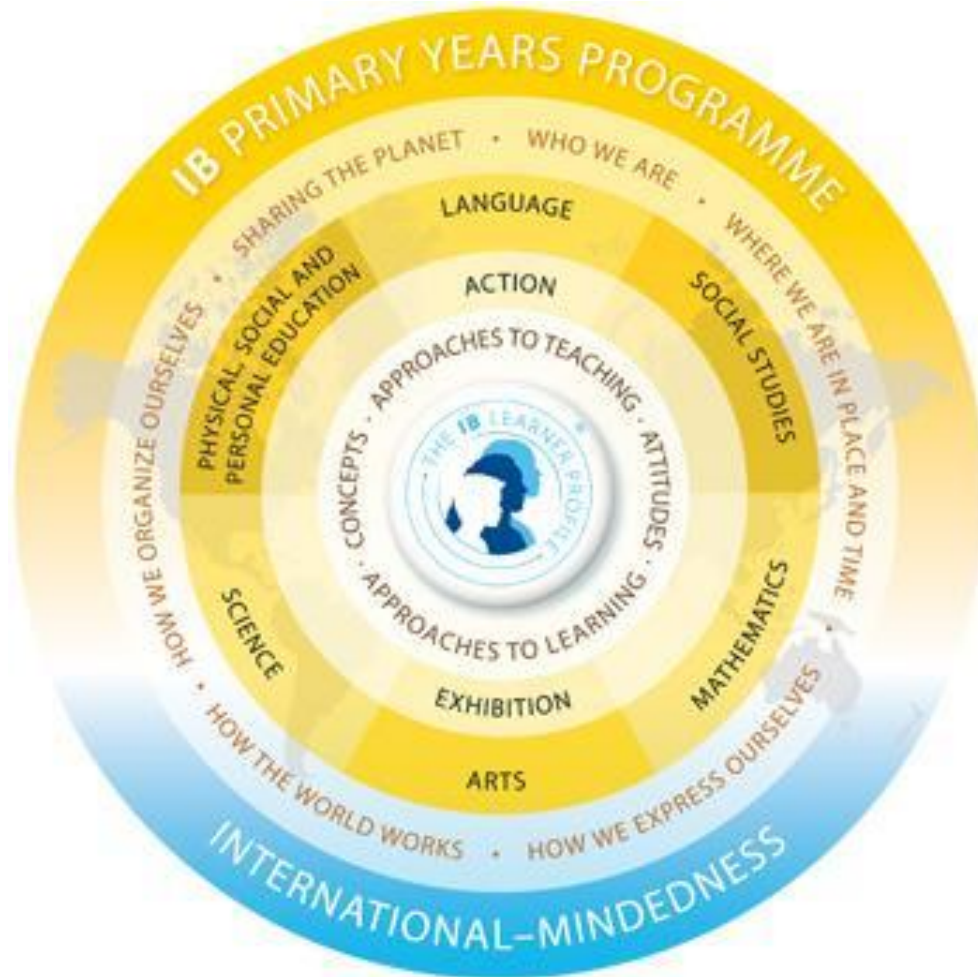 IB PRIMARY YEARS PROGRAMME
SHARING THE PLANET • WHO WE ARE • WHERE WE ARE IN PLACE AND TIME • HOW WE EXPRESS OURSELVES • HOW THE WORLD WORKS • HOW WE ORGANIZE OURSELVES •
LANGUAGE
SOCIAL STUDIES
MATHEMATICS
ARTS
SCIENCE
PHYSICAL, SOCIAL AND
PERSONAL EDUCATION
ACTION
EXHIBITION
APPROACHES TO TEACHING · ATTITUDES · APPROACHES TO LEARNING · CONCEPTS ·
THE IB LEARNER PROFILE ®
INTERNATIONAL–MINDEDNESS